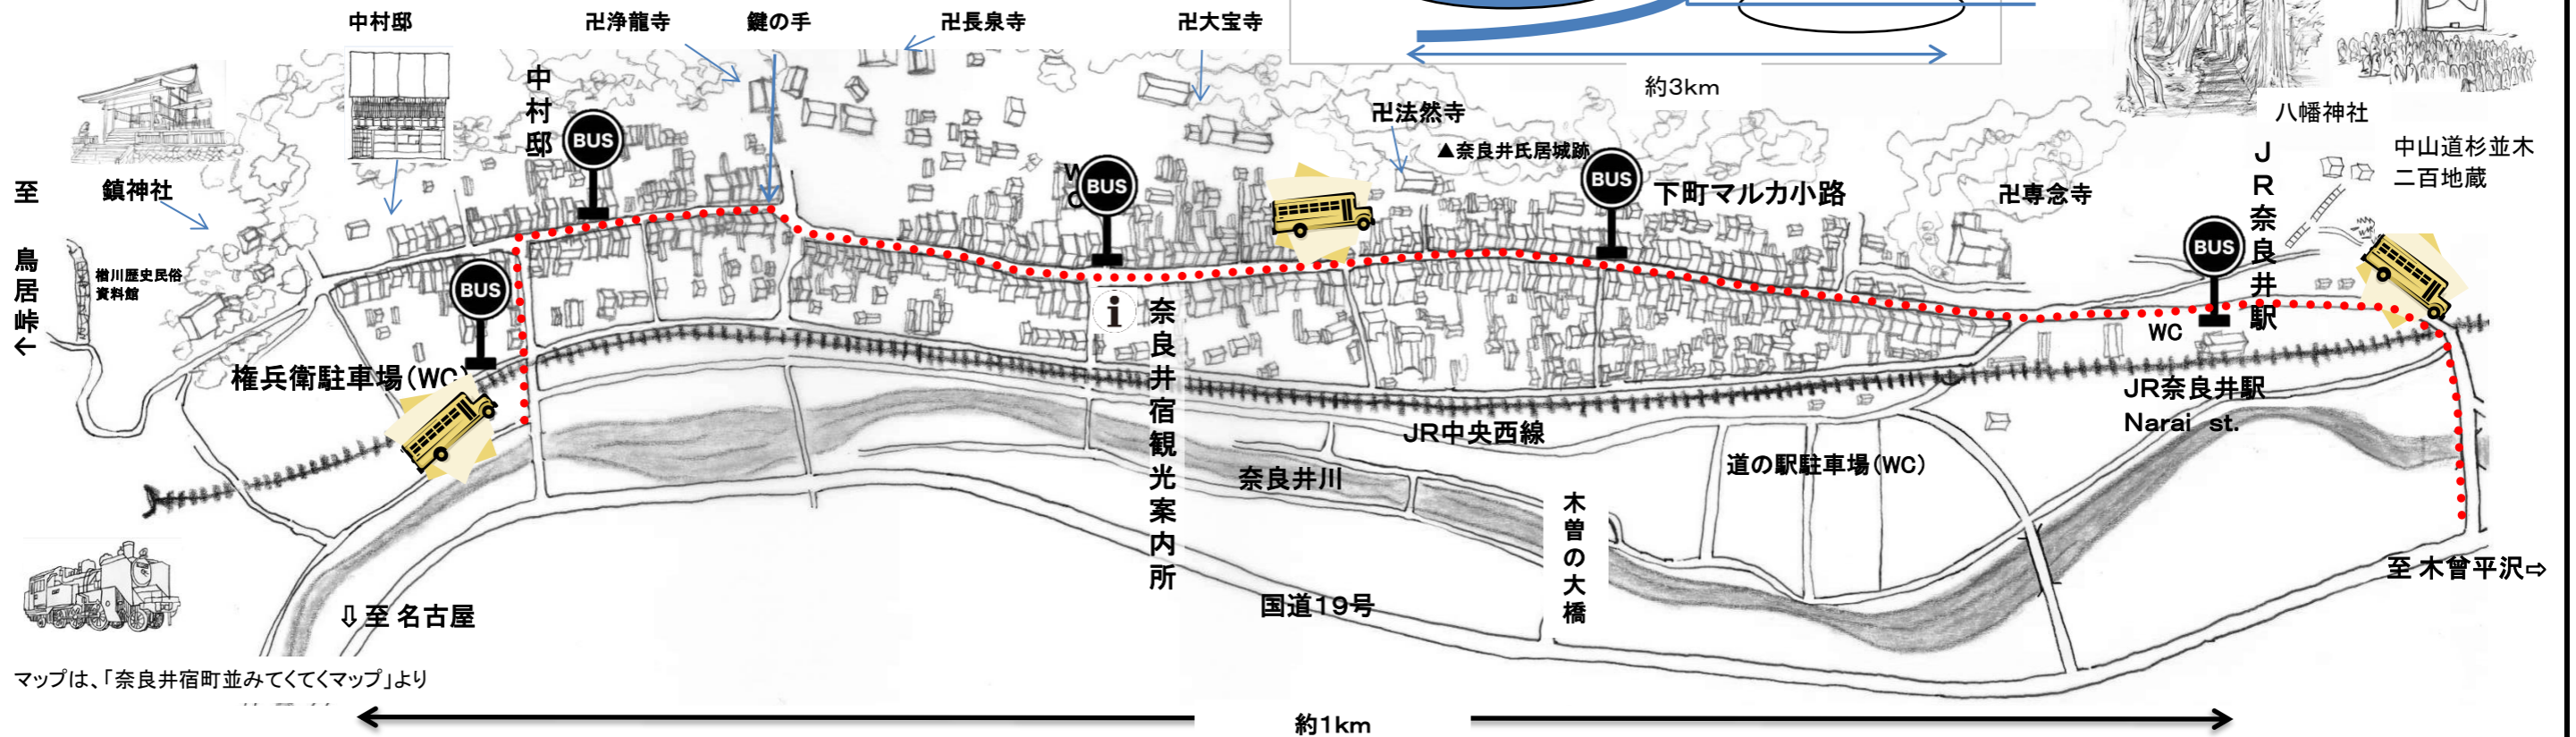 中村邸
卍浄龍寺
鍵の手
卍長泉寺
卍大宝寺
約3km
八幡神社
中山道杉並木
二百地蔵
鎮神社
中村邸
BUS
WC
BUS
卍法然寺
▲奈良井氏居城跡
BUS
下町マルカ小路
卍専念寺
JR奈良井駅
BUS
WC
至 鳥居峠←
楢川歴史民俗
資料館
BUS
権兵衛駐車場(WC)
i
奈良井宿観光案内所
JR奈良井駅
Narai st.
JR中央西線
奈良井川
道の駅駐車場(WC)
木曽の大橋
国道19号
至 木曾平沢⇨
⇩至 名古屋
マップは、「奈良井宿町並みてくてくマップ」より
約1km